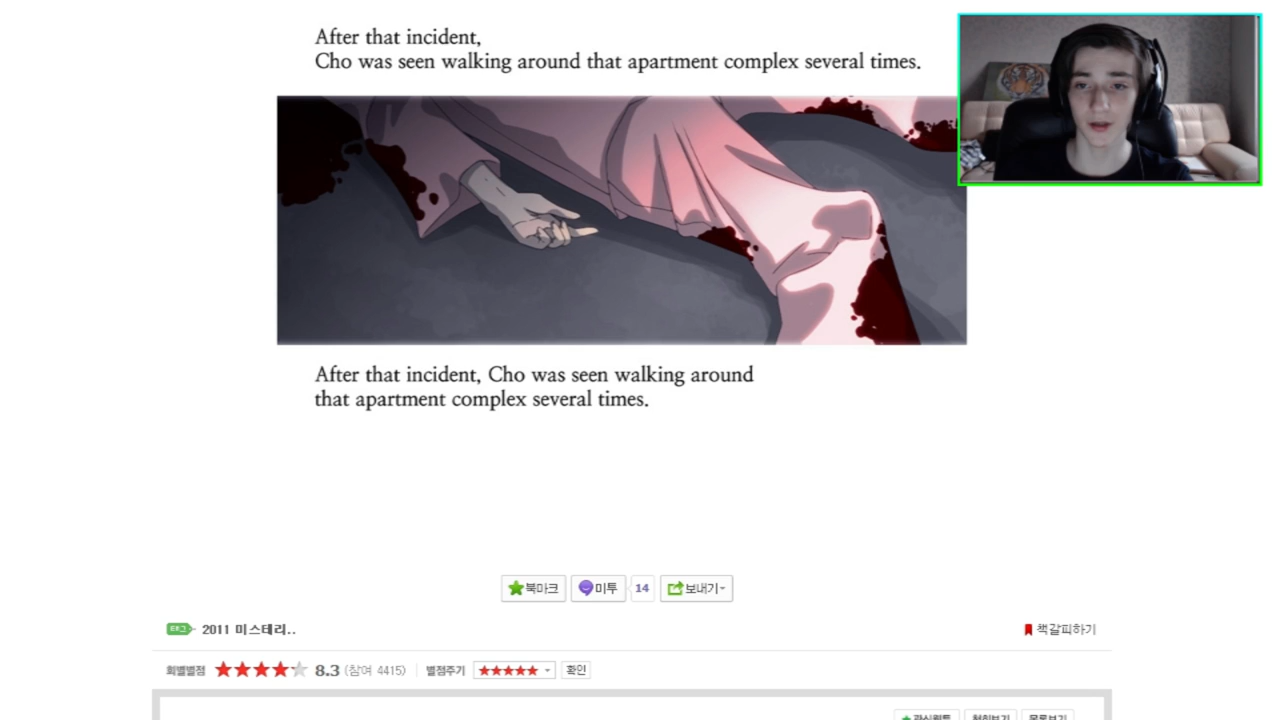 After that incident,
Cho was seen walking around that apartment complex several times.
After that incident, Cho was seen walking around
that apartment complex several times.
북마크 미투 14 보내기
태그 2011 미스테리.. 책갈피하기
회별별점 8.3 (참여 4415) 별점주기 확인